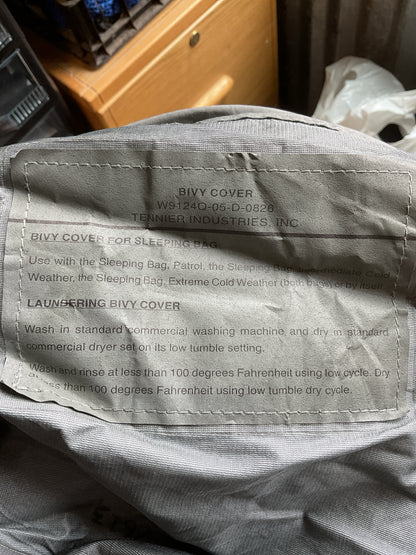 BIVY COVER
W9124Q-05-D-0826
TENNIER INDUSTRIES, INC
BIVY COVER FOR SLEEPING BAG
Use with the Sleeping Bag, Patrol, the Sleeping Bag, Intermediate Cold
Weather, the Sleeping Bag, Extreme Cold Weather (both bags) or by itself.
LAUNDERING BIVY COVER
Wash in standard commercial washing machine and dry in standard
commercial dryer set on its low tumble setting.
Wash and rinse at less than 100 degrees Fahrenheit using low cycle. Dry
less than 100 degrees Fahrenheit using low tumble dry cycle.